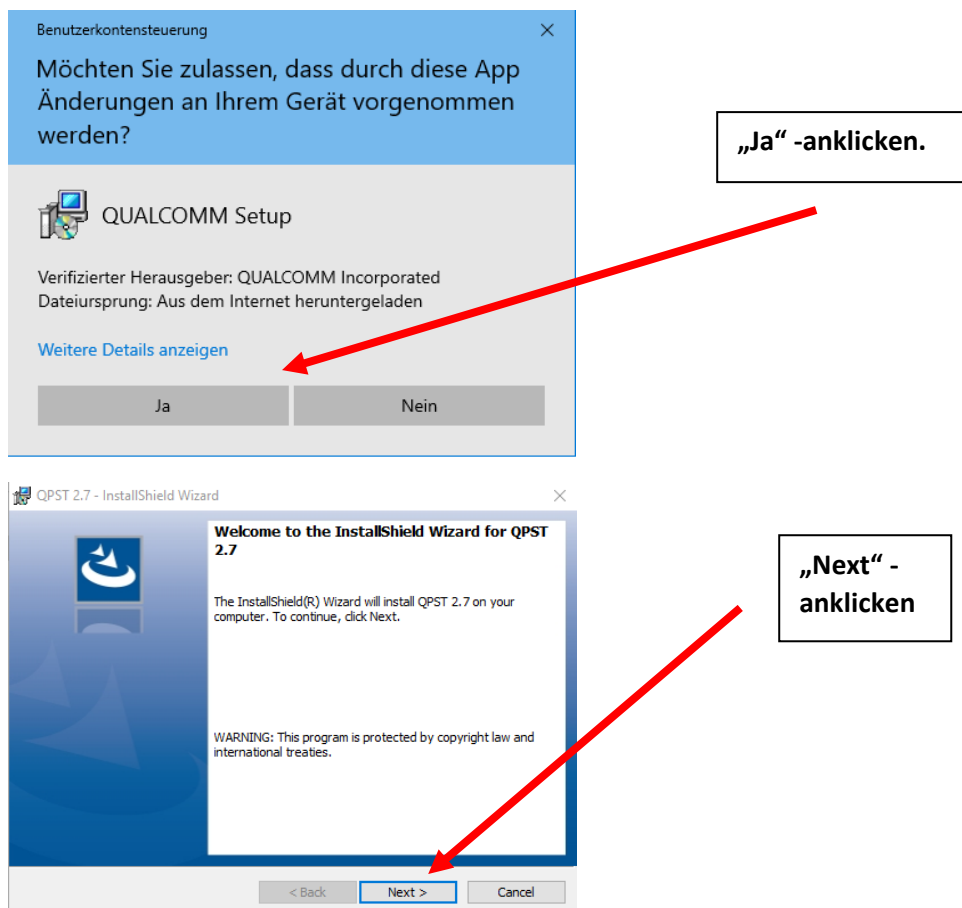 Benutzerkontensteuerung
Möchten Sie zulassen, dass durch diese App
Änderungen an Ihrem Gerät vorgenommen
werden?
„Ja“ -anklicken.
QUALCOMM Setup
Verifizierter Herausgeber: QUALCOMM Incorporated
Dateiursprung: Aus dem Internet heruntergeladen
Weitere Details anzeigen
Ja
Nein
QPST 2.7 - InstallShield Wizard
Welcome to the InstallShield Wizard for QPST
2.7
The InstallShield(R) Wizard will install QPST 2.7 on your
computer. To continue, click Next.
„Next“ -
anklicken
WARNING: This program is protected by copyright law and
international treaties.
< Back
Next >
Cancel